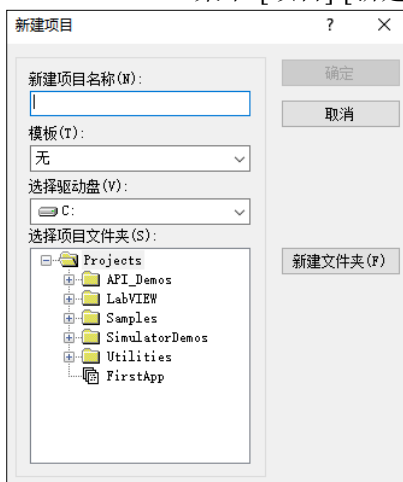 新建项目
?
×
新建项目名称(N):
确定
取消
模板(T):
无
选择驱动盘(V):
C:
选择项目文件夹(S):
新建文件夹(F)
Projects
API_Demos
LabVIEW
Samples
SimulatorDemos
Utilities
FirstApp